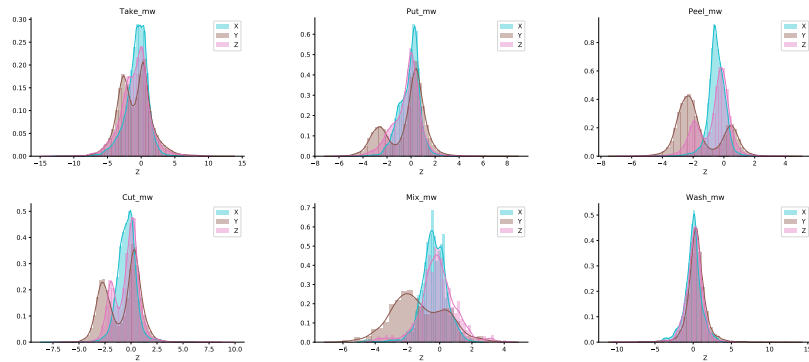 Take_mw
0.30
0.25
0.20
0.15
0.10
0.05
0.00
−15 −10 −5 0 5 10 15
Z
X
Y
Z
Put_mw
0.7
0.6
0.5
0.4
0.3
0.2
0.1
0.0
−8 −6 −4 −2 0 2 4 6 8
Z
X
Y
Z
Peel_mw
0.8
0.6
0.4
0.2
0.0
−8 −6 −4 −2 0 2 4
Z
X
Y
Z
Cut_mw
0.5
0.4
0.3
0.2
0.1
0.0
−7.5 −5.0 −2.5 0.0 2.5 5.0 7.5 10.0
Z
X
Y
Z
Mix_mw
0.7
0.6
0.5
0.4
0.3
0.2
0.1
0.0
−6 −4 −2 0 2 4
Z
X
Y
Z
Wash_mw
0.5
0.4
0.3
0.2
0.1
0.0
−10 −5 0 5 10 15
Z
X
Y
Z